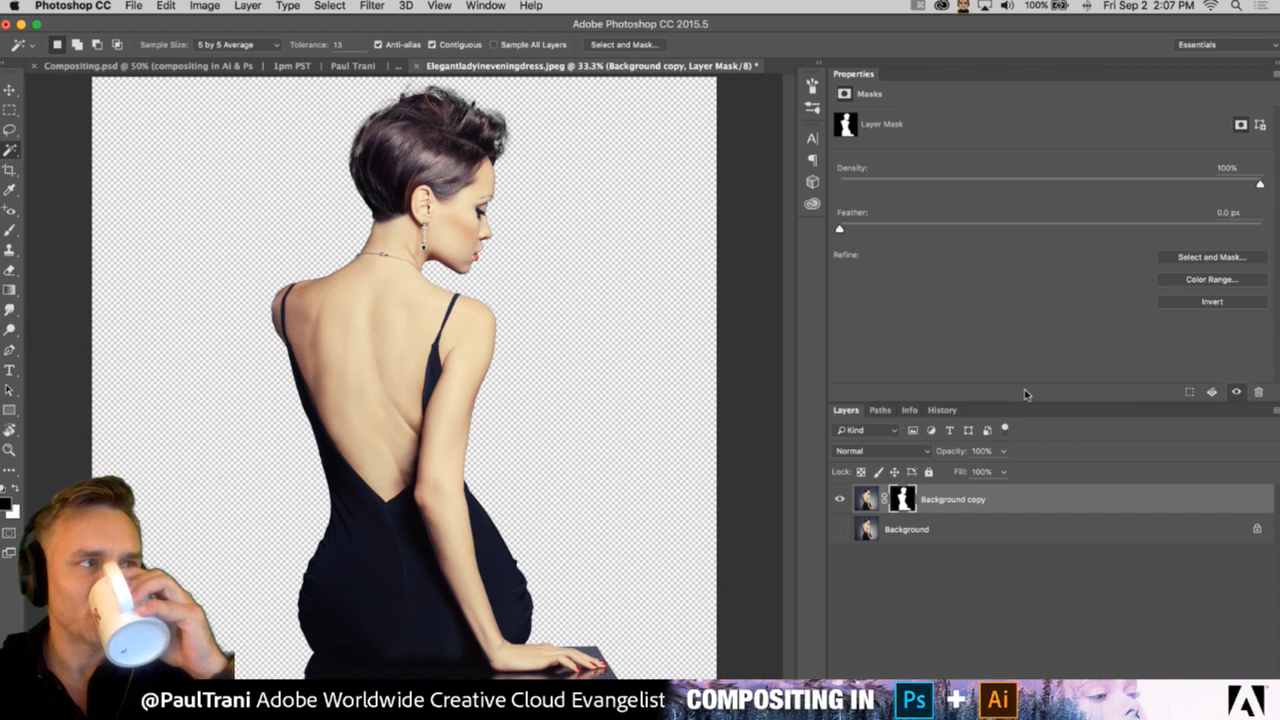 Photoshop CC File Edit Image Layer Type Select Filter 3D View Window Help 100% Fri Sep 2 2:07 PM
Adobe Photoshop CC 2015.5
Sample Size: 5 by 5 Average Tolerance: 13 Anti-alias Contiguous Sample All Layers Select and Mask... Essentials
Compositing.psd @ 50% (compositing in AI & Ps | 1pm PST | Paul Trani | ... Elegantladyineveningdress.jpeg @ 33.3% (Background copy, Layer Mask/8) *
Properties
Masks
Layer Mask
Density: 100%
Feather: 0.0 px
Refine: Select and Mask...
Color Range...
Invert
Layers Paths Info History
Kind
Normal Opacity: 100%
Lock: Fill: 100%
Background copy
Background
@PaulTrani Adobe Worldwide Creative Cloud Evangelist COMPOSITING IN Ps + Ai